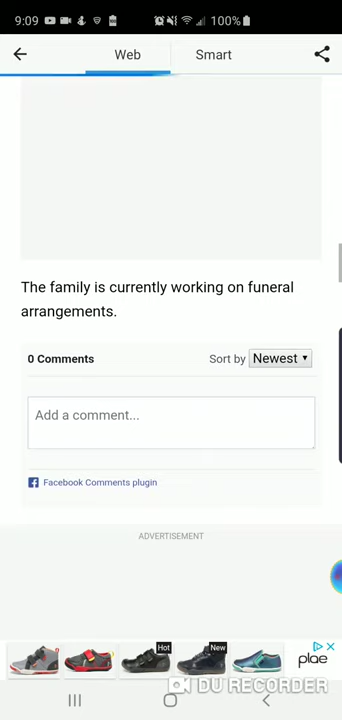 9:09
100%
Web
Smart
The family is currently working on funeral
arrangements.
0 Comments
Sort by Newest
Add a comment...
Facebook Comments plugin
ADVERTISEMENT
Hot
New
plae
DU RECORDER